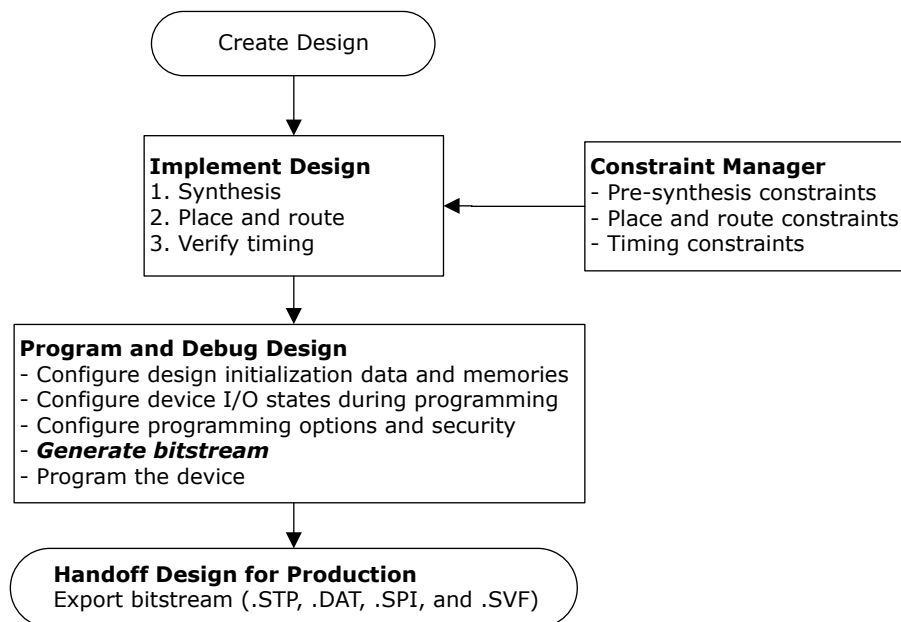 Create Design
Implement Design
1. Synthesis
2. Place and route
3. Verify timing
Constraint Manager
- Pre-synthesis constraints
- Place and route constraints
- Timing constraints
Program and Debug Design
- Configure design initialization data and memories
- Configure device I/O states during programming
- Configure programming options and security
- Generate bitstream
- Program the device
Handoff Design for Production
Export bitstream (.STP, .DAT, .SPI, and .SVF)